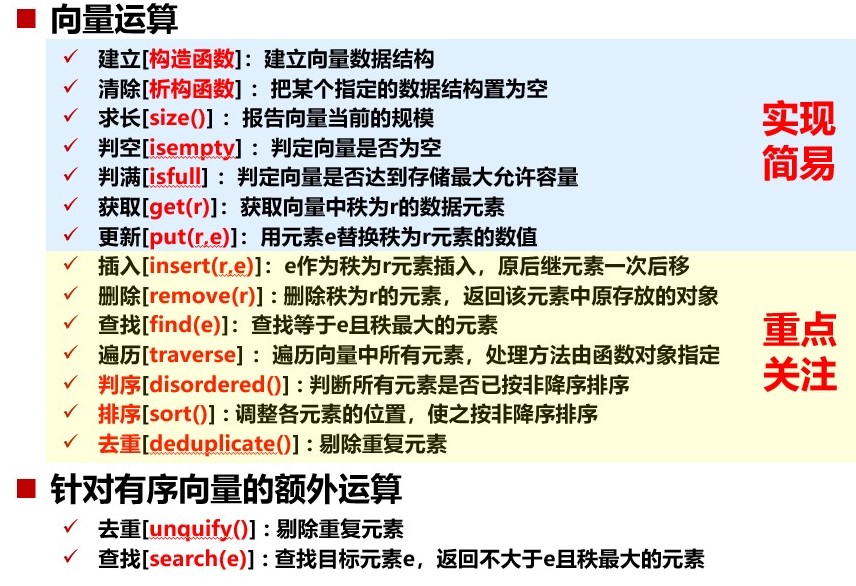 向量运算
建立[构造函数]：建立向量数据结构
清除[析构函数]：把某个指定的数据结构置为空
求长[size()]：报告向量当前的规模
判空[isempty]：判定向量是否为空
判满[isfull]：判定向量是否达到存储最大允许容量
获取[get(r)]：获取向量中秩为r的数据元素
更新[put(r,e)]：用元素e替换秩为r元素的数值
实现
简易
插入[insert(r,e)]：e作为秩为r元素插入，原后继元素一次后移
删除[remove(r)]：删除秩为r的元素，返回该元素中原存放的对象
查找[find(e)]：查找等于e且秩最大的元素
遍历[traverse]：遍历向量中所有元素，处理方法由函数对象指定
判序[disordered()]：判断所有元素是否已按非降序排序
排序[sort()]：调整各元素的位置，使之按非降序排序
去重[deduplicate()]：剔除重复元素
重点
关注
针对有序向量的额外运算
去重[unquify()]：剔除重复元素
查找[search(e)]：查找目标元素e，返回不大于e且秩最大的元素